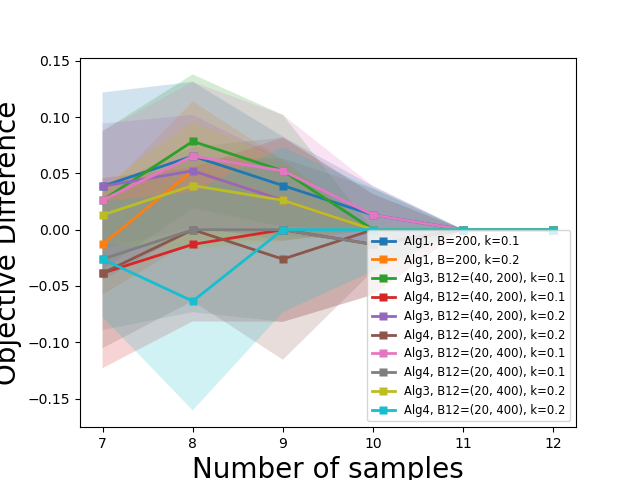 0.15
0.10
0.05
0.00
−0.05
−0.10
−0.15
Objective Difference
7
8
9
10
11
12
Number of samples
Alg1, B=200, k=0.1
Alg1, B=200, k=0.2
Alg3, B12=(40, 200), k=0.1
Alg4, B12=(40, 200), k=0.1
Alg3, B12=(40, 200), k=0.2
Alg4, B12=(40, 200), k=0.2
Alg3, B12=(20, 400), k=0.1
Alg4, B12=(20, 400), k=0.1
Alg3, B12=(20, 400), k=0.2
Alg4, B12=(20, 400), k=0.2